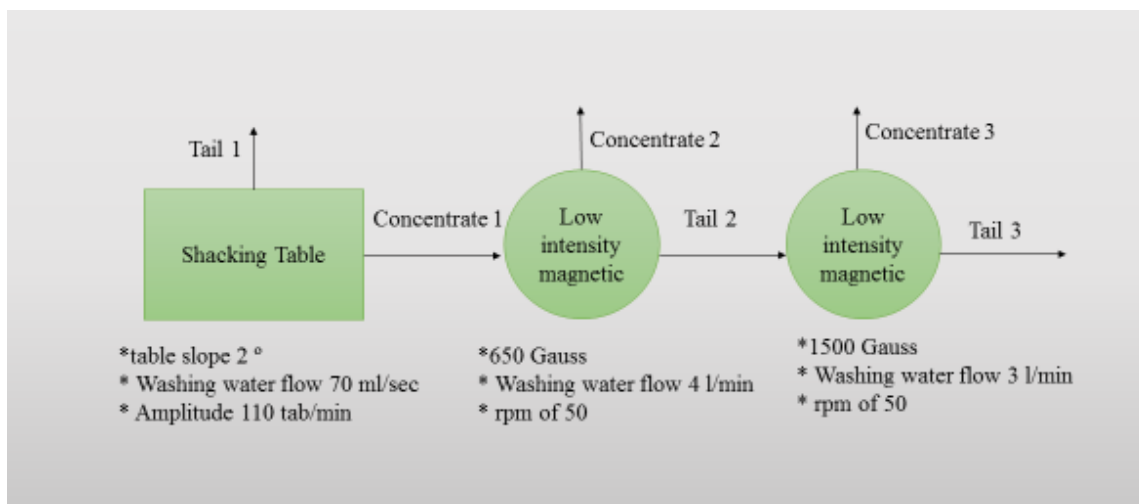 Tail 1
Shacking Table
Concentrate 1
*table slope 2 º
* Washing water flow 70 ml/sec
* Amplitude 110 tab/min
Concentrate 2
Low
intensity
magnetic
Tail 2
*650 Gauss
* Washing water flow 4 l/min
* rpm of 50
Concentrate 3
Low
intensity
magnetic
Tail 3
*1500 Gauss
* Washing water flow 3 l/min
* rpm of 50